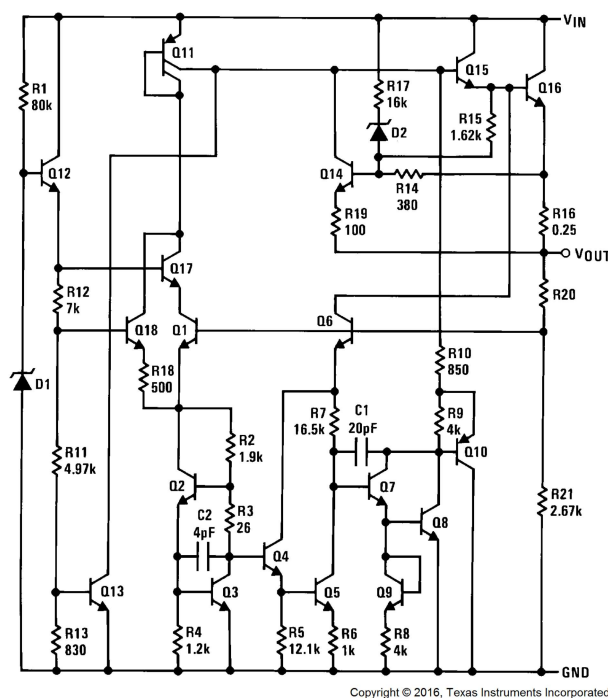 VIN
Q11
Q15
Q16
R1
80k
R17
16k
R15
1.62k
D2
Q12
Q14
R14
380
R19
100
R16
0.25
VOUT
Q17
R12
7k
R20
Q18
Q1
Q6
R18
500
R10
850
D1
R7
16.5k
C1
20pF
R9
4k
Q10
R2
1.9k
R11
4.97k
Q2
Q7
R21
2.67k
C2
4pF
R3
26
Q8
Q4
Q13
Q3
Q5
Q9
R13
830
R4
1.2k
R5
12.1k
R6
1k
R8
4k
GND
Copyright © 2016, Texas Instruments Incorporated